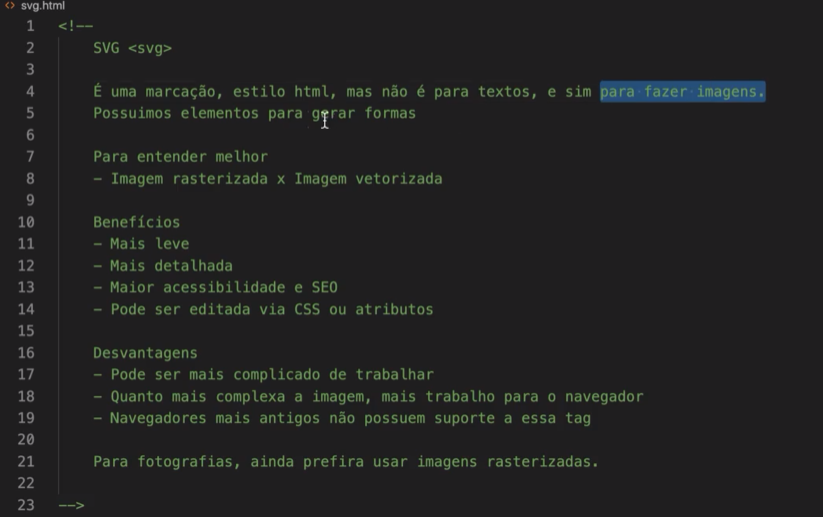 svg.html
1 <!--
2 SVG <svg>
3
4 É uma marcação, estilo html, mas não é para textos, e sim para fazer imagens.
5 Possuimos elementos para gerar formas
6
7 Para entender melhor
8 - Imagem rasterizada x Imagem vetorizada
9
10 Benefícios
11 - Mais leve
12 - Mais detalhada
13 - Maior acessibilidade e SEO
14 - Pode ser editada via CSS ou atributos
15
16 Desvantagens
17 - Pode ser mais complicado de trabalhar
18 - Quanto mais complexa a imagem, mais trabalho para o navegador
19 - Navegadores mais antigos não possuem suporte a essa tag
20
21 Para fotografias, ainda prefira usar imagens rasterizadas.
22
23 -->